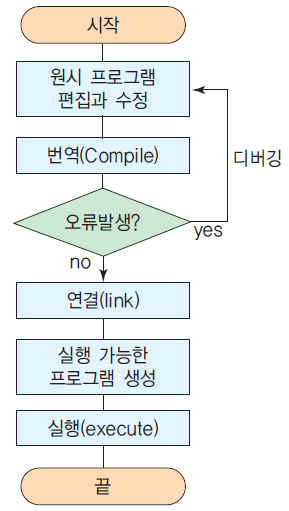 시작
원시 프로그램
편집과 수정
번역(Compile)
디버깅
오류발생?
yes
no
연결(link)
실행 가능한
프로그램 생성
실행(execute)
끝